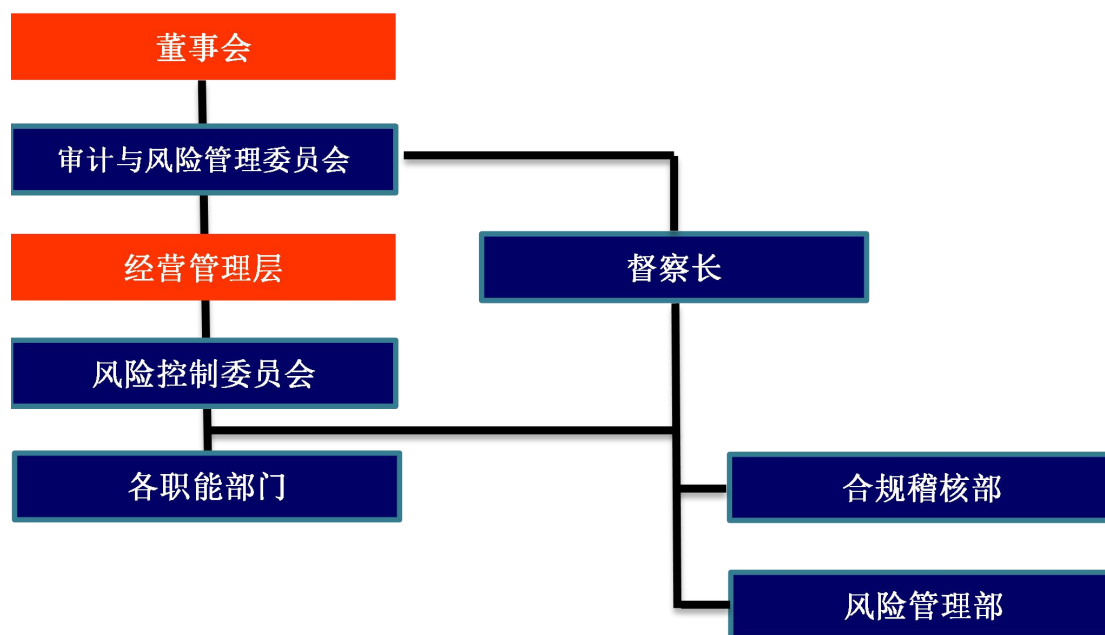 董事会
审计与风险管理委员会
经营管理层
督察长
风险控制委员会
各职能部门
合规稽核部
风险管理部